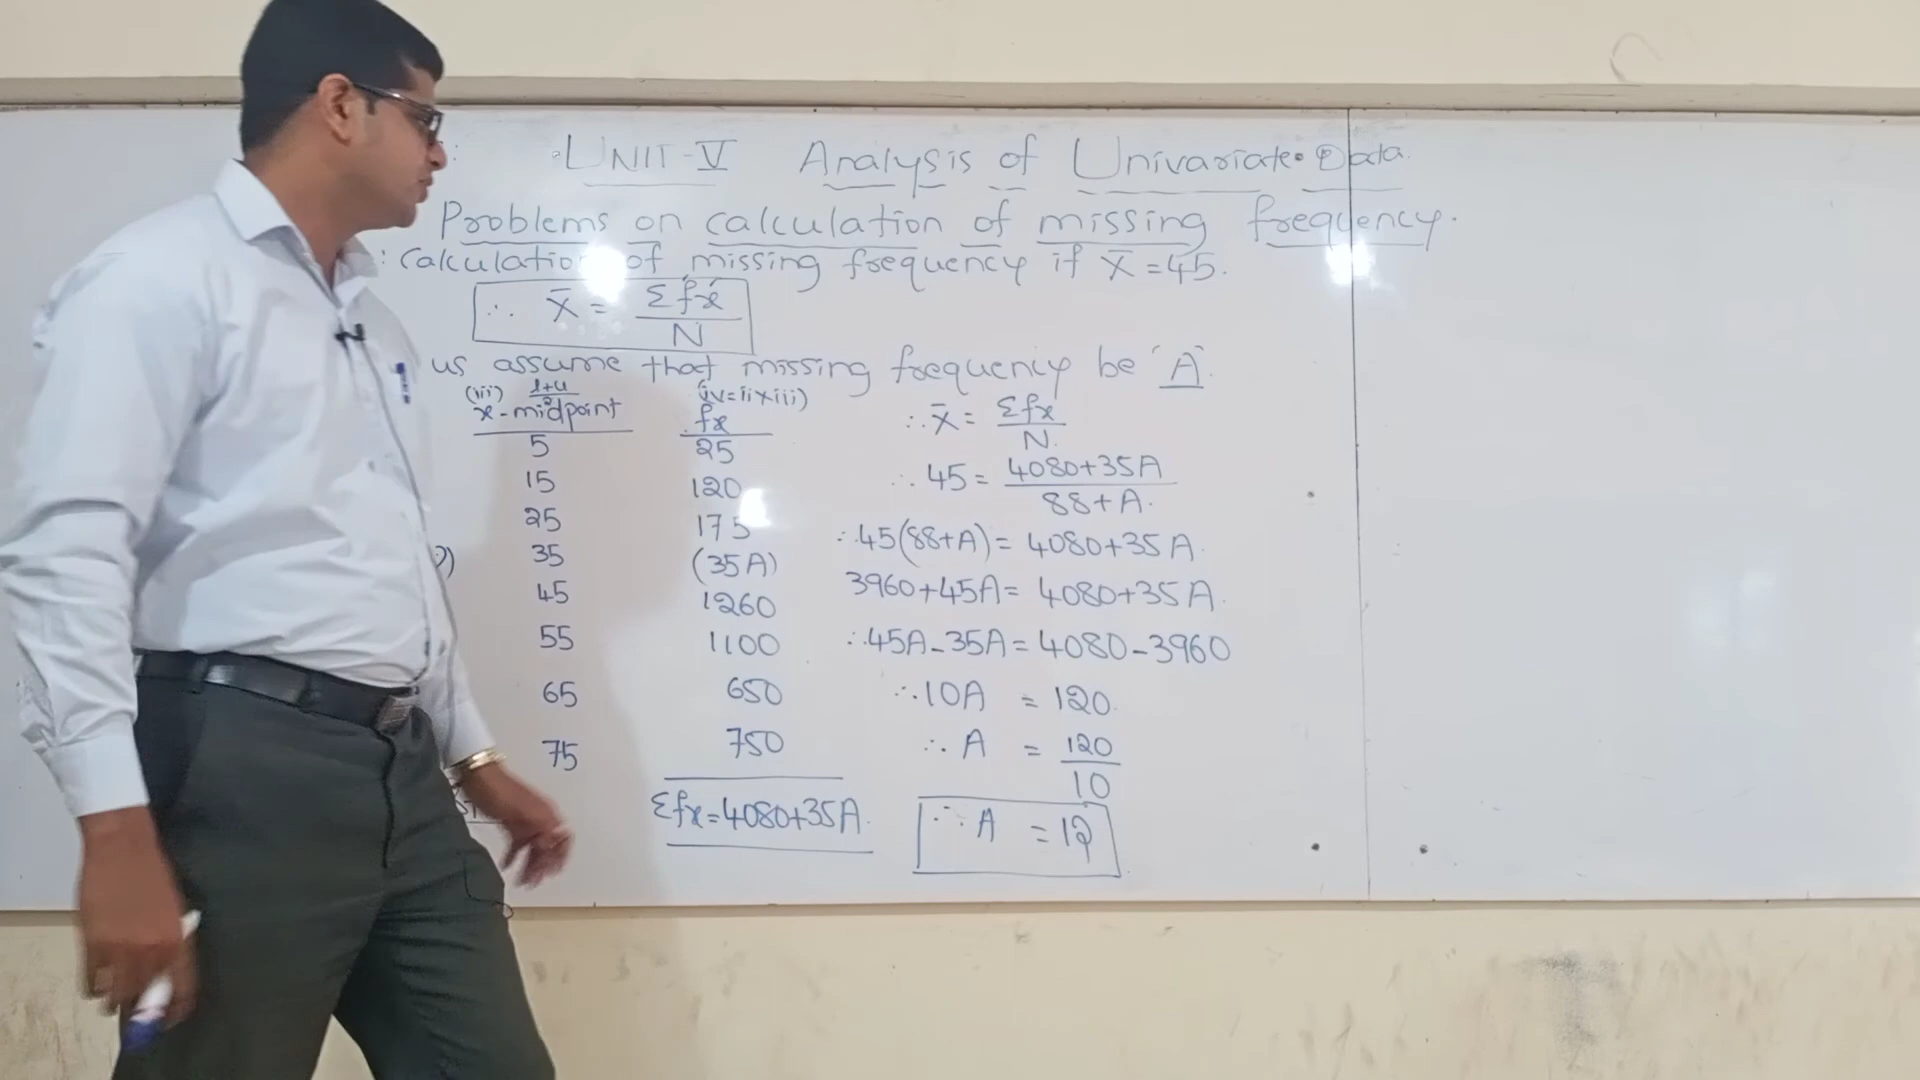 UNIT-V Analysis of Univariate Data.
Problems on calculation of missing frequency.
: Calculation of missing frequency if X̄ = 45.
∴ X̄ = Σfx / N
us assume that missing frequency be 'A'.
(iii) l+u/2 (iv=iixiii)
x-midpoint fx
5 25
15 120
25 175
35 (35A)
45 1260
55 1100
65 650
75 750
Σfx=4080+35A.
∴ X̄ = Σfx / N.
∴ 45 = 4080+35A / 88+A.
∴ 45(88+A) = 4080+35A.
3960+45A = 4080+35A.
∴ 45A-35A = 4080-3960
∴ 10A = 120.
∴ A = 120 / 10
∴ A = 12